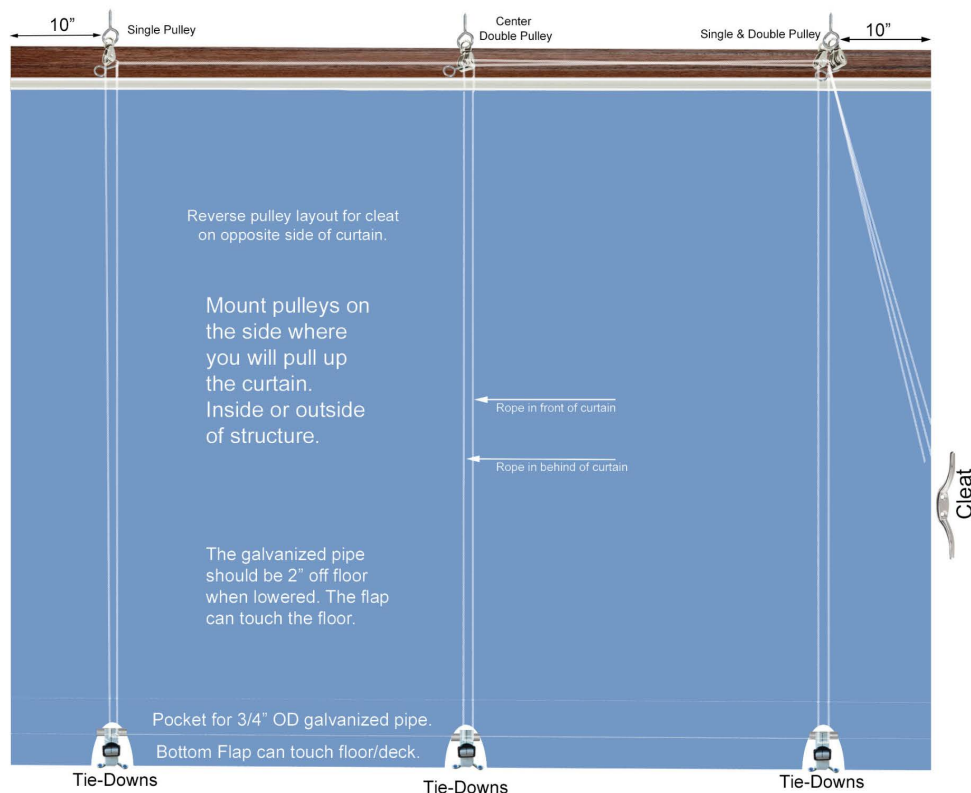 10”
Single Pulley
Center
Double Pulley
Single & Double Pulley
10”
Reverse pulley layout for cleat
on opposite side of curtain.
Mount pulleys on
the side where
you will pull up
the curtain.
Inside or outside
of structure.
Rope in front of curtain
Rope in behind of curtain
Cleat
The galvanized pipe
should be 2” off floor
when lowered. The flap
can touch the floor.
Pocket for 3/4” OD galvanized pipe.
Bottom Flap can touch floor/deck.
Tie-Downs
Tie-Downs
Tie-Downs